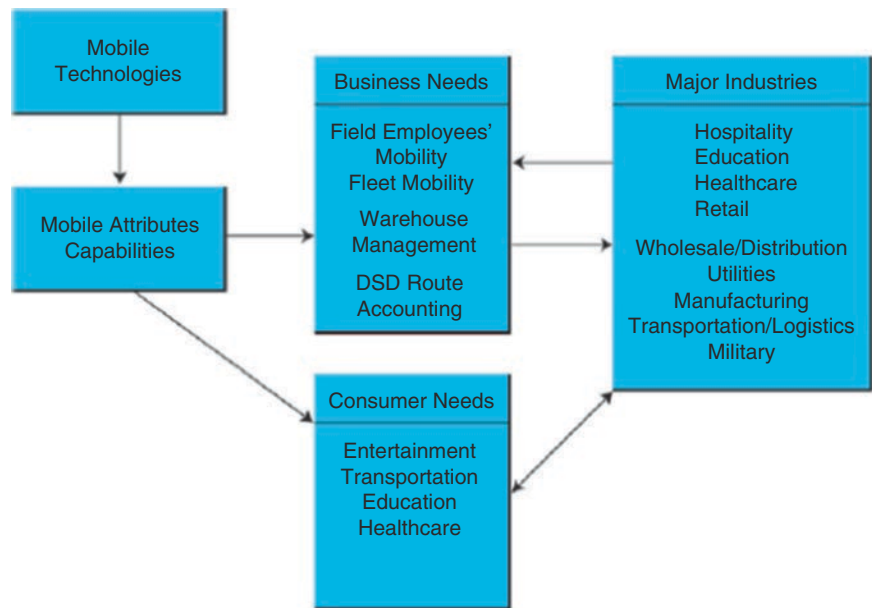 Mobile
Technologies
Mobile Attributes
Capabilities
Business Needs
Field Employees'
Mobility
Fleet Mobility
Warehouse
Management
DSD Route
Accounting
Consumer Needs
Entertainment
Transportation
Education
Healthcare
Major Industries
Hospitality
Education
Healthcare
Retail
Wholesale/Distribution
Utilities
Manufacturing
Transportation/Logistics
Military